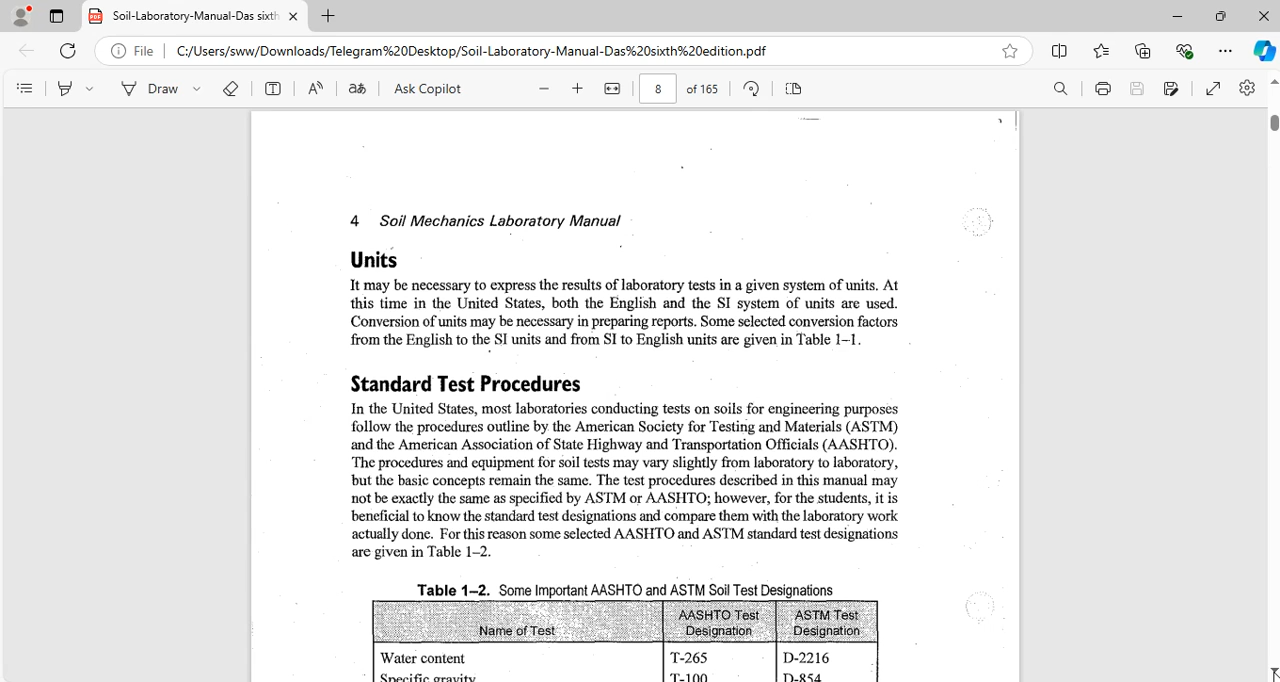 Soil-Laboratory-Manual-Das sixth
File
C:/Users/sww/Downloads/Telegram%20Desktop/Soil-Laboratory-Manual-Das%20sixth%20edition.pdf
Draw
aあ
Ask Copilot
8
of 165
4 Soil Mechanics Laboratory Manual
Units
It may be necessary to express the results of laboratory tests in a given system of units. At
this time in the United States, both the English and the SI system of units are used.
Conversion of units may be necessary in preparing reports. Some selected conversion factors
from the English to the SI units and from SI to English units are given in Table 1–1.
Standard Test Procedures
In the United States, most laboratories conducting tests on soils for engineering purposes
follow the procedures outline by the American Society for Testing and Materials (ASTM)
and the American Association of State Highway and Transportation Officials (AASHTO).
The procedures and equipment for soil tests may vary slightly from laboratory to laboratory,
but the basic concepts remain the same. The test procedures described in this manual may
not be exactly the same as specified by ASTM or AASHTO; however, for the students, it is
beneficial to know the standard test designations and compare them with the laboratory work
actually done. For this reason some selected AASHTO and ASTM standard test designations
are given in Table 1–2.
Table 1–2. Some Important AASHTO and ASTM Soil Test Designations
Name of Test
AASHTO Test
Designation
ASTM Test
Designation
Water content T-265 D-2216
Specific gravity T-100 D-854